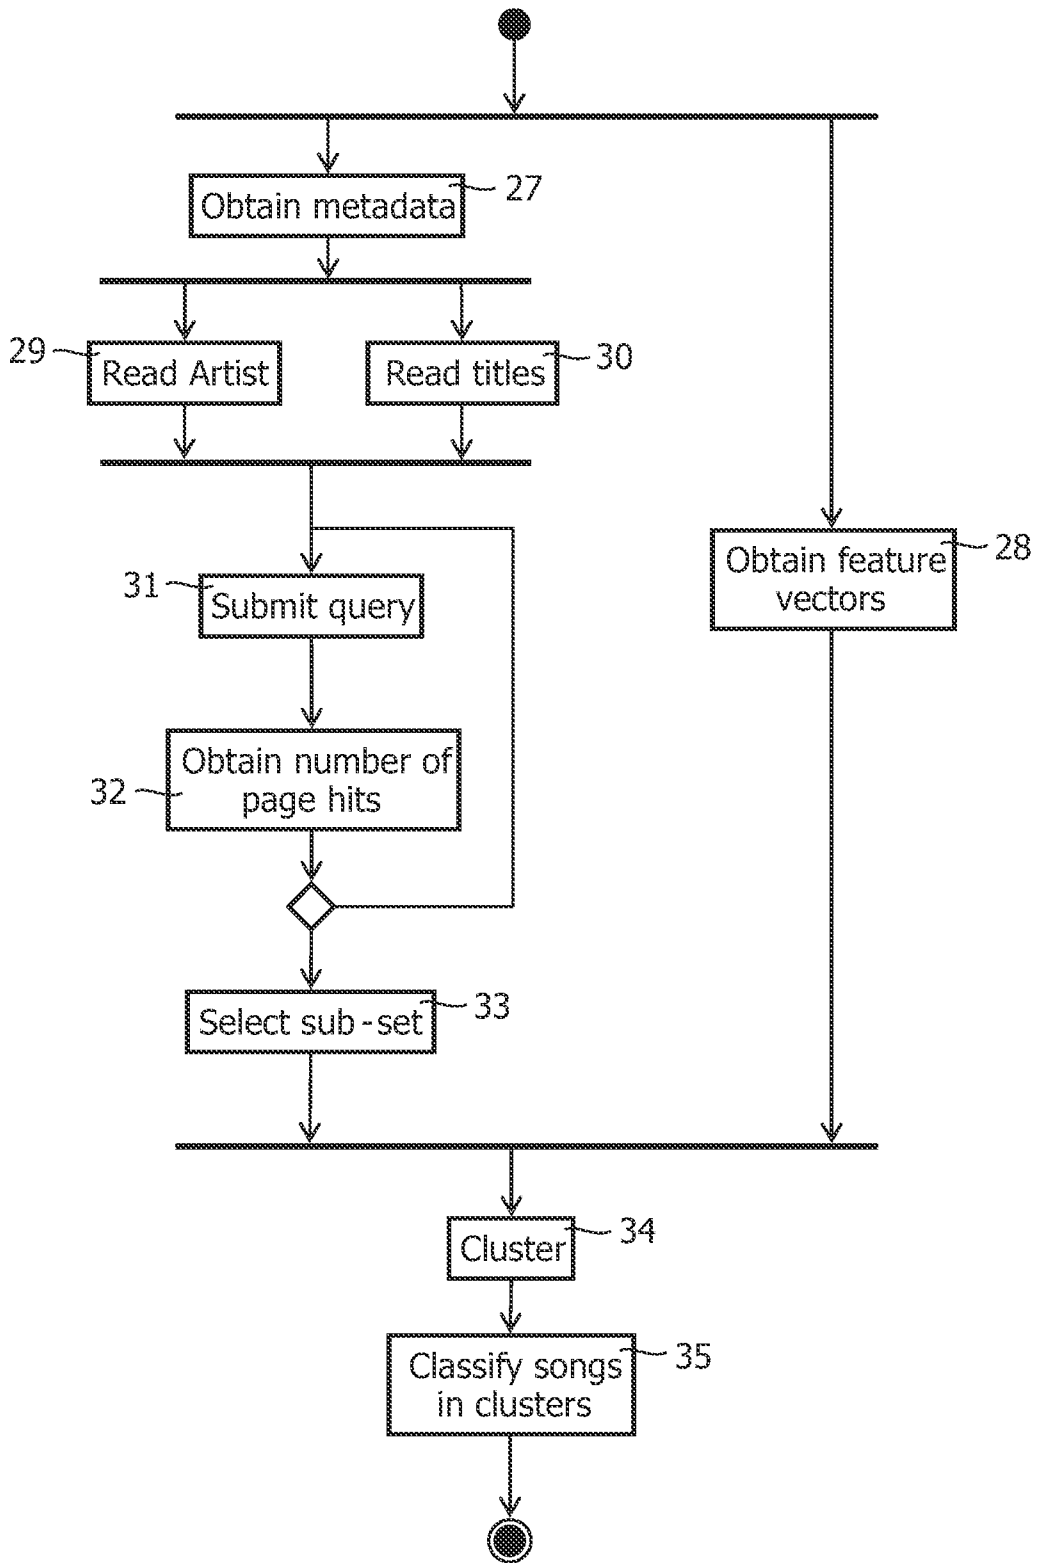 27
Obtain metadata
29
Read Artist
Read titles
30
31
Submit query
Obtain feature
vectors
28
32
Obtain number of
page hits
Select sub-set
33
Cluster
34
Classify songs
in clusters
35